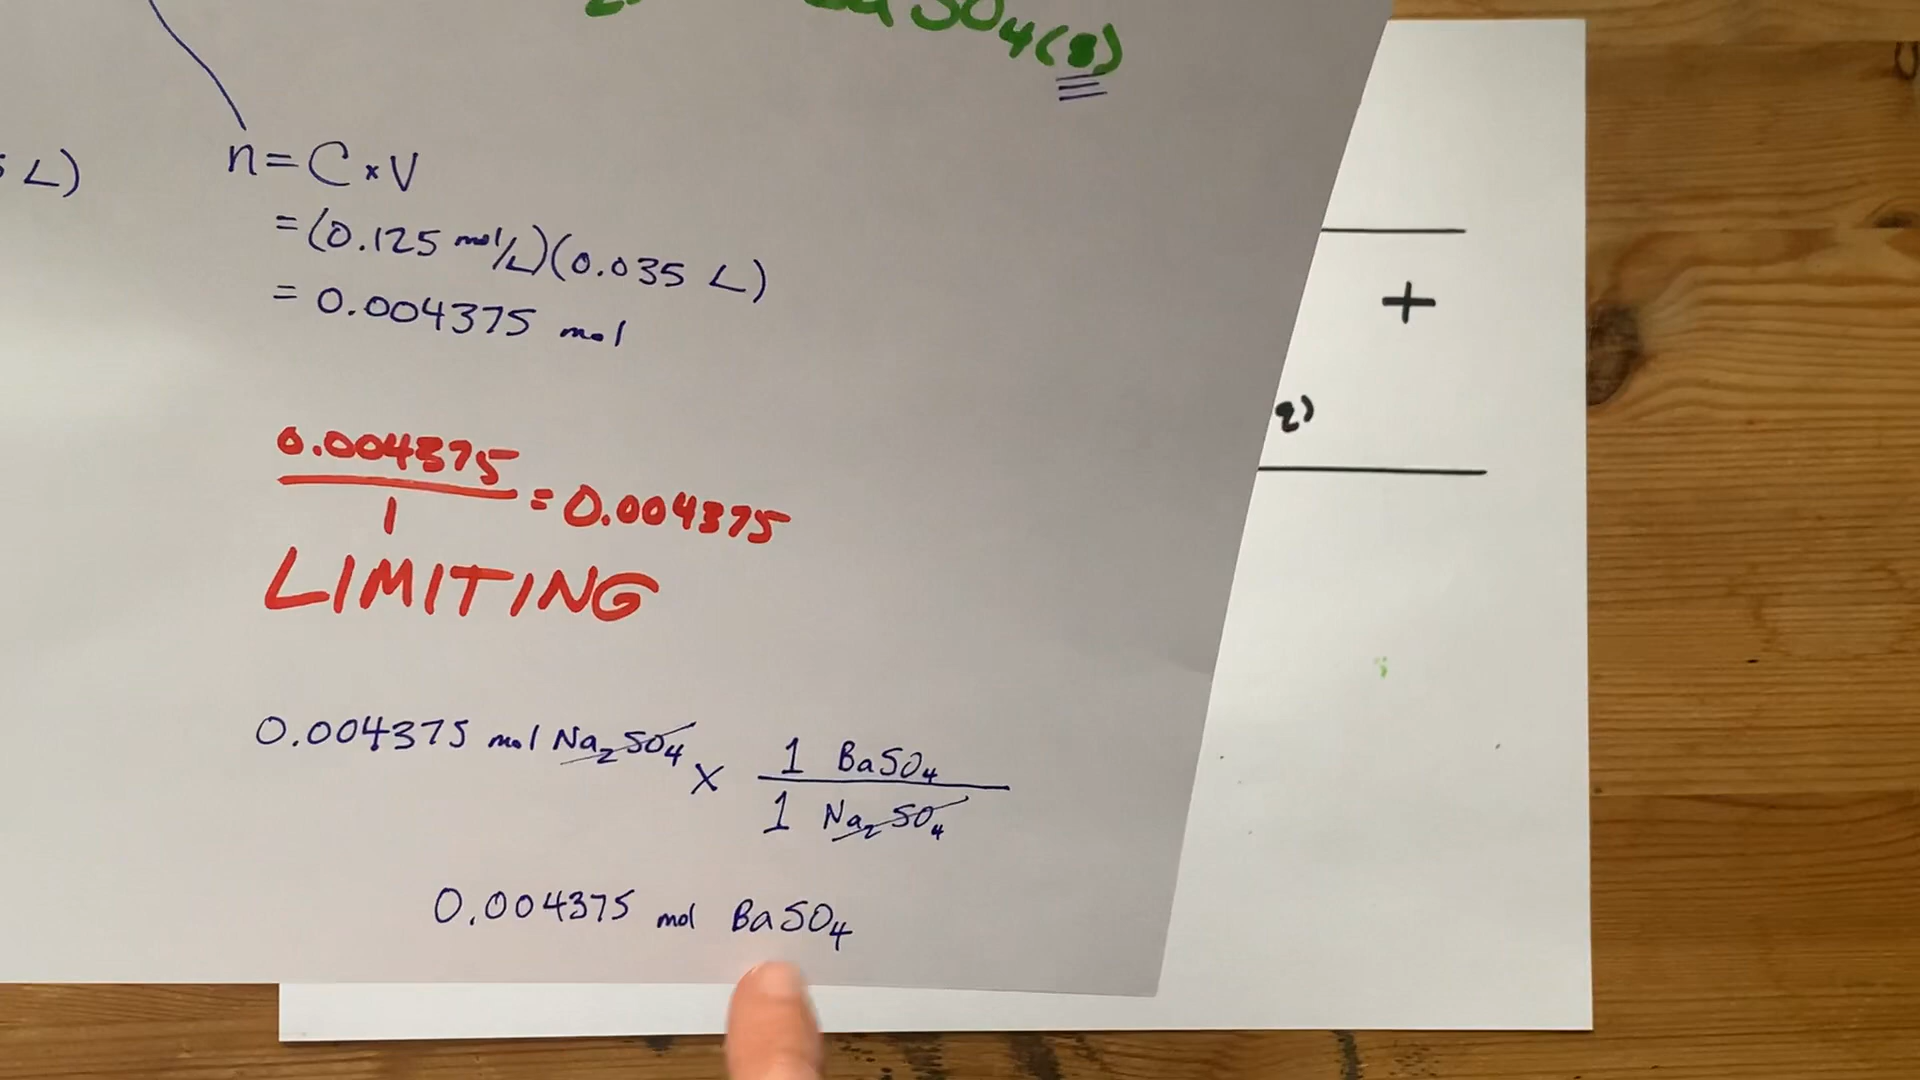 BaSO4(s)
L)
n = C × V
= (0.125 mol/L)(0.035 L)
= 0.004375 mol
0.004375
1
= 0.004375
LIMITING
0.004375 mol Na2SO4 × 1 BaSO4
1 Na2SO4
0.004375 mol BaSO4
+